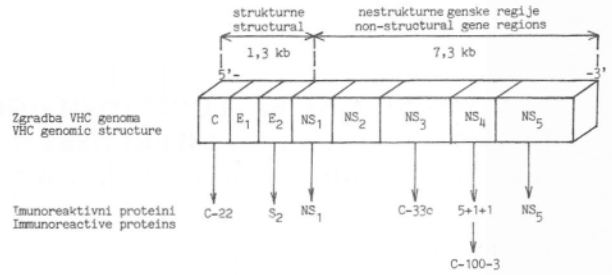 strukturne nestrukturne genske regije
structural non-structural gene regions
1,3 kb 7,3 kb
5'- -3'
Zgradba VHC genoma C E1 E2 NS1 NS2 NS3 NS4 NS5
VHC genomic structure
Imunoreaktivni proteini C-22 S2 NS1 C-33c 5+1+1 NS5
Immunoreactive proteins
C-100-3